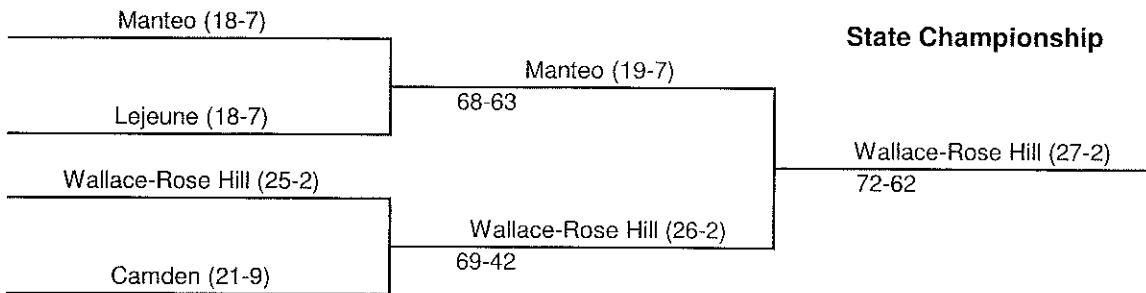 Manteo (18-7)
State Championship
Manteo (19-7)
68-63
Lejeune (18-7)
Wallace-Rose Hill (27-2)
72-62
Wallace-Rose Hill (25-2)
Wallace-Rose Hill (26-2)
69-42
Camden (21-9)